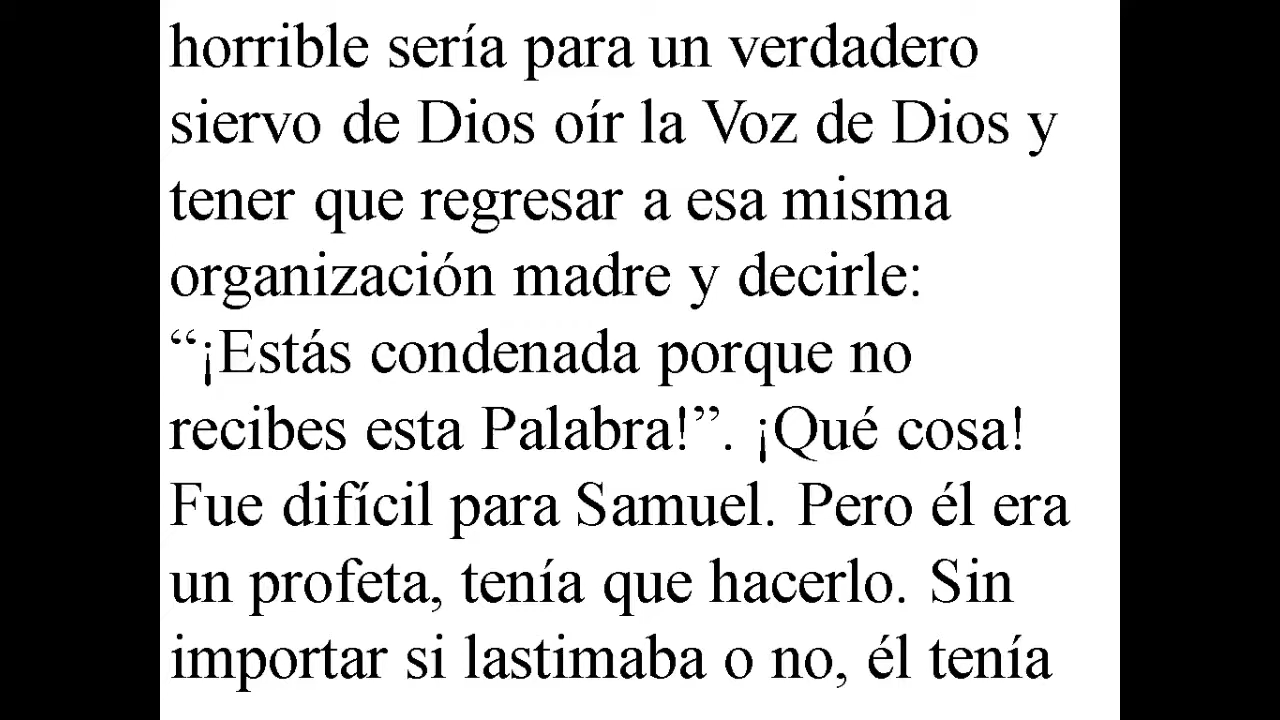 horrible sería para un verdadero
siervo de Dios oír la Voz de Dios y
tener que regresar a esa misma
organización madre y decirle:
“¡Estás condenada porque no
recibes esta Palabra!”. ¡Qué cosa!
Fue difícil para Samuel. Pero él era
un profeta, tenía que hacerlo. Sin
importar si lastimaba o no, él tenía